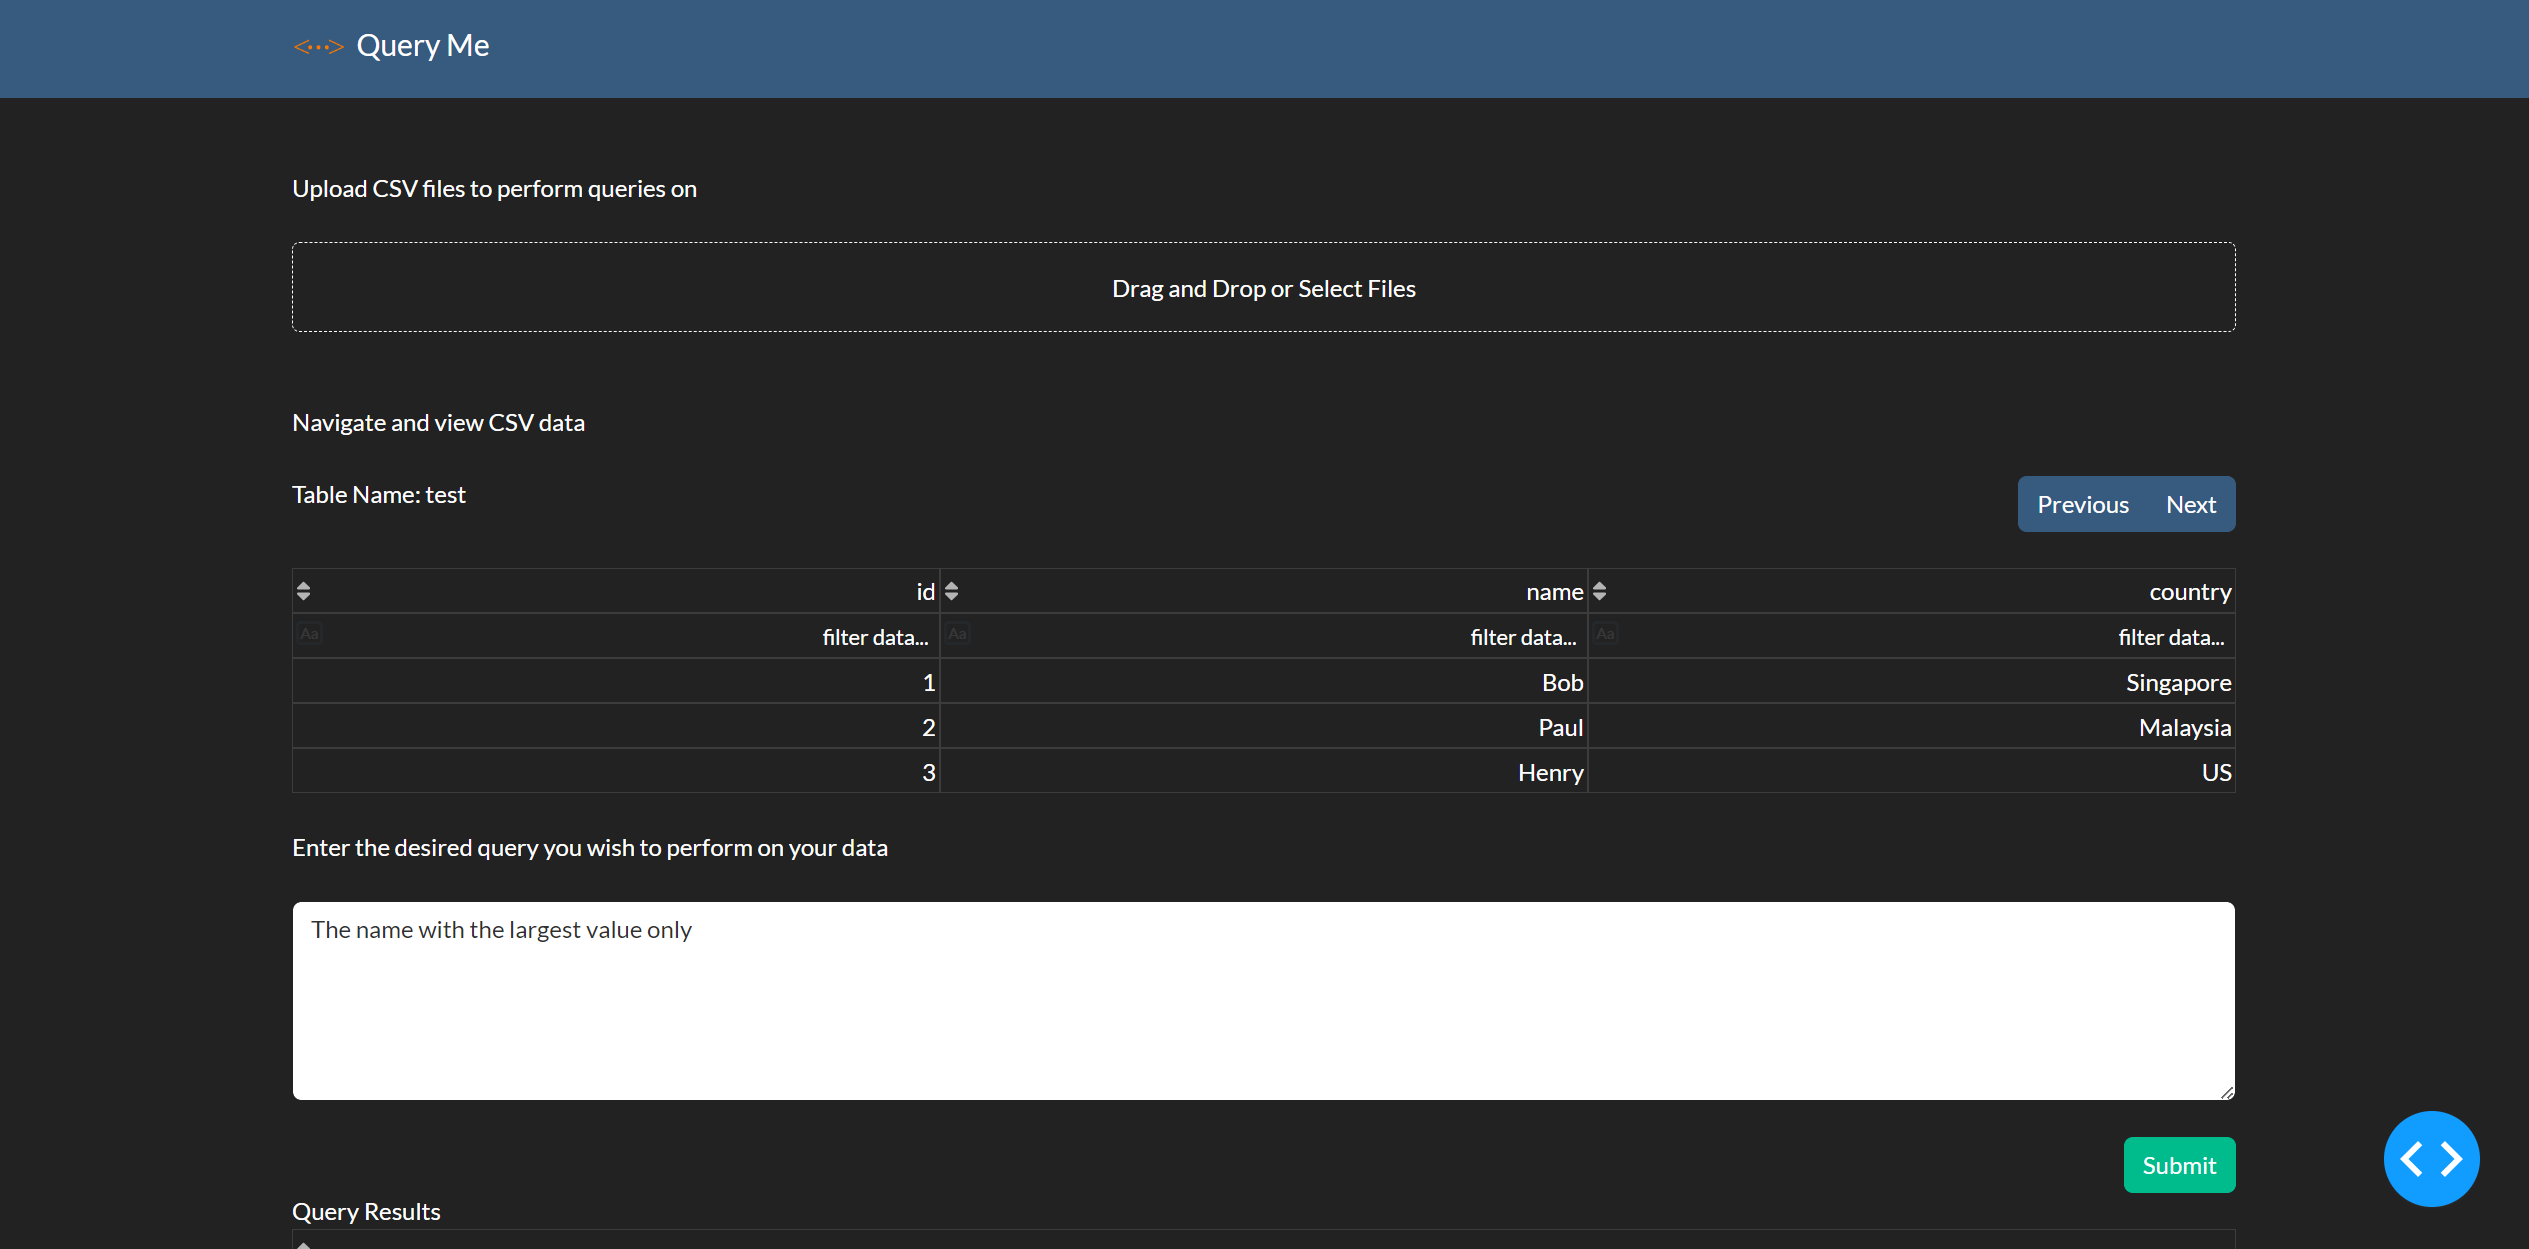 <···> Query Me
Upload CSV files to perform queries on
Drag and Drop or Select Files
Navigate and view CSV data
Table Name: test
Previous Next
id name country
Aa filter data... Aa filter data... Aa filter data...
1 Bob Singapore
2 Paul Malaysia
3 Henry US
Enter the desired query you wish to perform on your data
The name with the largest value only
Submit
Query Results